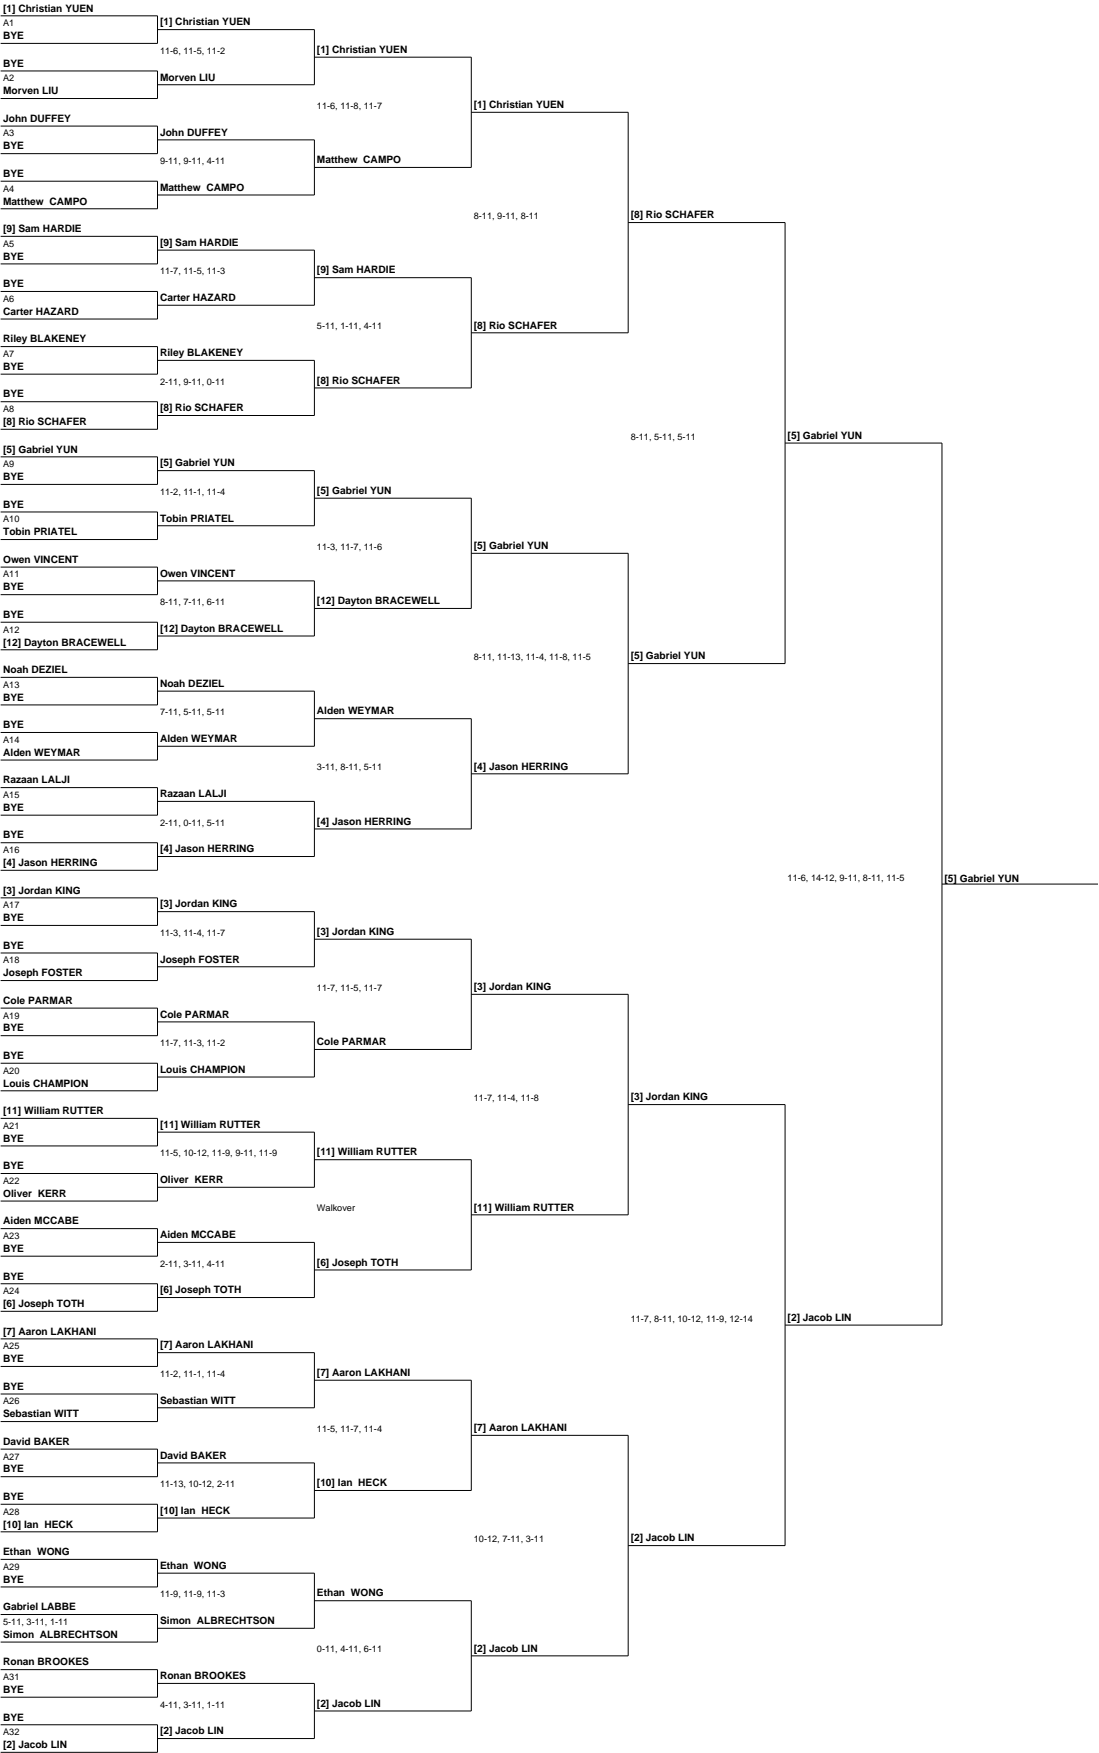 [1] Christian YUEN
A1
BYE
BYE
A2
Morven LIU
John DUFFEY
A3
BYE
BYE
A4
Matthew  CAMPO
[9] Sam HARDIE
A5
BYE
BYE
A6
Carter HAZARD
Riley BLAKENEY
A7
BYE
BYE
A8
[8] Rio SCHAFER
[5] Gabriel YUN
A9
BYE
BYE
A10
Tobin PRIATEL
Owen VINCENT
A11
BYE
BYE
A12
[12] Dayton BRACEWELL
Noah DEZIEL
A13
BYE
BYE
A14
Alden WEYMAR
Razaan LALJI
A15
BYE
BYE
A16
[4] Jason HERRING
[3] Jordan KING
A17
BYE
BYE
A18
Joseph FOSTER
Cole PARMAR
A19
BYE
BYE
A20
Louis CHAMPION
[11] William RUTTER
A21
BYE
BYE
A22
Oliver  KERR
Aiden MCCABE
A23
BYE
BYE
A24
[6] Joseph TOTH
[7] Aaron LAKHANI
A25
BYE
BYE
A26
Sebastian WITT
David BAKER
A27
BYE
BYE
A28
[10] Ian  HECK
Ethan  WONG
A29
BYE
Gabriel LABBE
5-11, 3-11, 1-11
Simon  ALBRECHTSON
Ronan BROOKES
A31
BYE
BYE
A32
[2] Jacob LIN
[1] Christian YUEN
11-6, 11-5, 11-2
Morven LIU
John DUFFEY
9-11, 9-11, 4-11
Matthew  CAMPO
[9] Sam HARDIE
11-7, 11-5, 11-3
Carter HAZARD
Riley BLAKENEY
2-11, 9-11, 0-11
[8] Rio SCHAFER
[5] Gabriel YUN
11-2, 11-1, 11-4
Tobin PRIATEL
Owen VINCENT
8-11, 7-11, 6-11
[12] Dayton BRACEWELL
Noah DEZIEL
7-11, 5-11, 5-11
Alden WEYMAR
Razaan LALJI
2-11, 0-11, 5-11
[4] Jason HERRING
[3] Jordan KING
11-3, 11-4, 11-7
Joseph FOSTER
Cole PARMAR
11-7, 11-3, 11-2
Louis CHAMPION
[11] William RUTTER
11-5, 10-12, 11-9, 9-11, 11-9
Oliver  KERR
Aiden MCCABE
2-11, 3-11, 4-11
[6] Joseph TOTH
[7] Aaron LAKHANI
11-2, 11-1, 11-4
Sebastian WITT
David BAKER
11-13, 10-12, 2-11
[10] Ian  HECK
Ethan  WONG
11-9, 11-9, 11-3
Simon  ALBRECHTSON
Ronan BROOKES
4-11, 3-11, 1-11
[2] Jacob LIN
[1] Christian YUEN
11-6, 11-8, 11-7
Matthew  CAMPO
[9] Sam HARDIE
5-11, 1-11, 4-11
[8] Rio SCHAFER
[5] Gabriel YUN
11-3, 11-7, 11-6
[12] Dayton BRACEWELL
Alden WEYMAR
3-11, 8-11, 5-11
[4] Jason HERRING
[3] Jordan KING
11-7, 11-5, 11-7
Cole PARMAR
[11] William RUTTER
Walkover
[6] Joseph TOTH
[7] Aaron LAKHANI
11-5, 11-7, 11-4
[10] Ian  HECK
Ethan  WONG
0-11, 4-11, 6-11
[2] Jacob LIN
[1] Christian YUEN
8-11, 9-11, 8-11
[8] Rio SCHAFER
[5] Gabriel YUN
8-11, 11-13, 11-4, 11-8, 11-5
[4] Jason HERRING
[3] Jordan KING
11-7, 11-4, 11-8
[11] William RUTTER
[7] Aaron LAKHANI
10-12, 7-11, 3-11
[2] Jacob LIN
[8] Rio SCHAFER
8-11, 5-11, 5-11
[5] Gabriel YUN
[3] Jordan KING
11-7, 8-11, 10-12, 11-9, 12-14
[2] Jacob LIN
[5] Gabriel YUN
11-6, 14-12, 9-11, 8-11, 11-5
[2] Jacob LIN
[5] Gabriel YUN